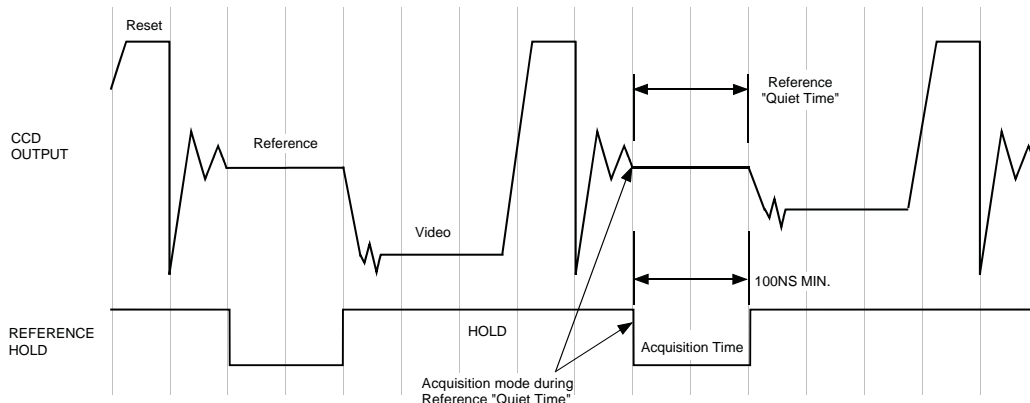 Reset
Reference
"Quiet Time"
CCD
OUTPUT
Reference
Video
100NS MIN.
REFERENCE
HOLD
HOLD
Acquisition Time
Acquisition mode during
Reference "Quiet Time"